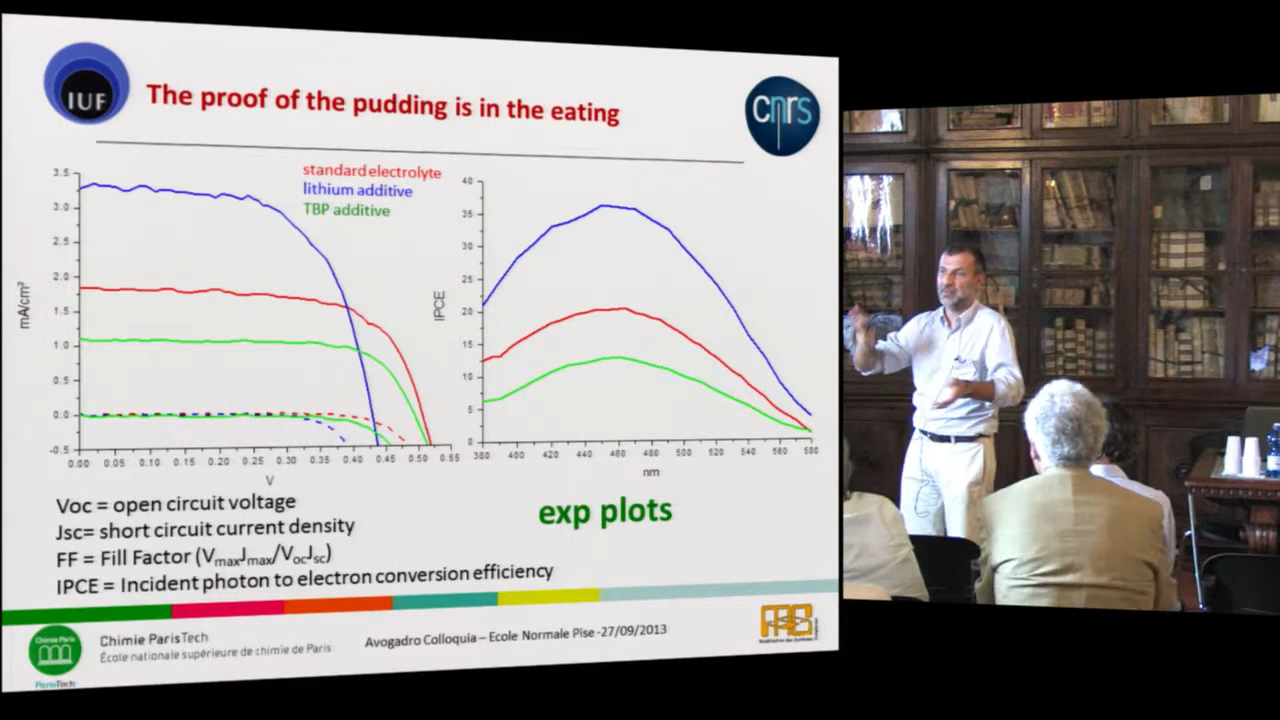 IUF
The proof of the pudding is in the eating
cnrs
standard electrolyte
lithium additive
TBP additive
3.5
3.0
2.5
2.0
1.5
1.0
0.5
0.0
-0.5
mA/cm²
0.00 0.05 0.10 0.15 0.20 0.25 0.30 0.35 0.40 0.45 0.50 0.55
V
40
35
30
25
20
15
10
5
0
IPCE
380 400 420 440 460 480 500 520 540 560 580
nm
Voc = open circuit voltage
Jsc= short circuit current density
FF = Fill Factor (VmaxJmax/VocJsc)
IPCE = Incident photon to electron conversion efficiency
exp plots
Chimie Paris
ParisTech
Chimie ParisTech
École nationale supérieure de chimie de Paris
Avogadro Colloquia – Ecole Normale Pise -27/09/2013